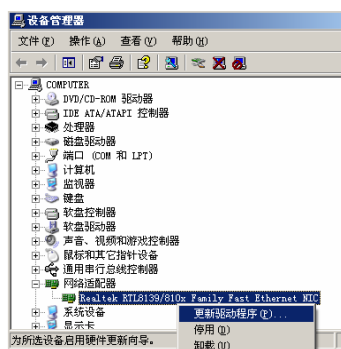 设备管理器
文件(F) 操作(A) 查看(V) 帮助(H)
COMPUTER
DVD/CD-ROM 驱动器
IDE ATA/ATAPI 控制器
处理器
磁盘驱动器
端口 (COM 和 LPT)
计算机
监视器
键盘
软盘控制器
软盘驱动器
声音、视频和游戏控制器
鼠标和其它指针设备
通用串行总线控制器
网络适配器
Realtek RTL8139/810x Family Fast Ethernet NIC
系统设备
显示卡
更新驱动程序(P)...
停用(D)
卸载(U)
为所选设备启用硬件更新向导。